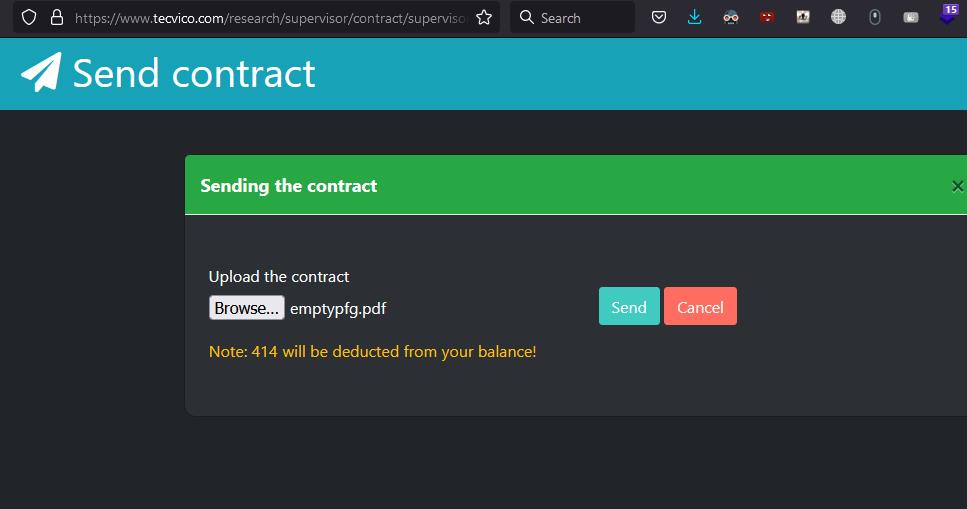 https://www.tecvico.com/research/supervisor/contract/superviso
Search
15
Send contract
Sending the contract
×
Upload the contract
Browse... emptypfg.pdf
Send Cancel
Note: 414 will be deducted from your balance!